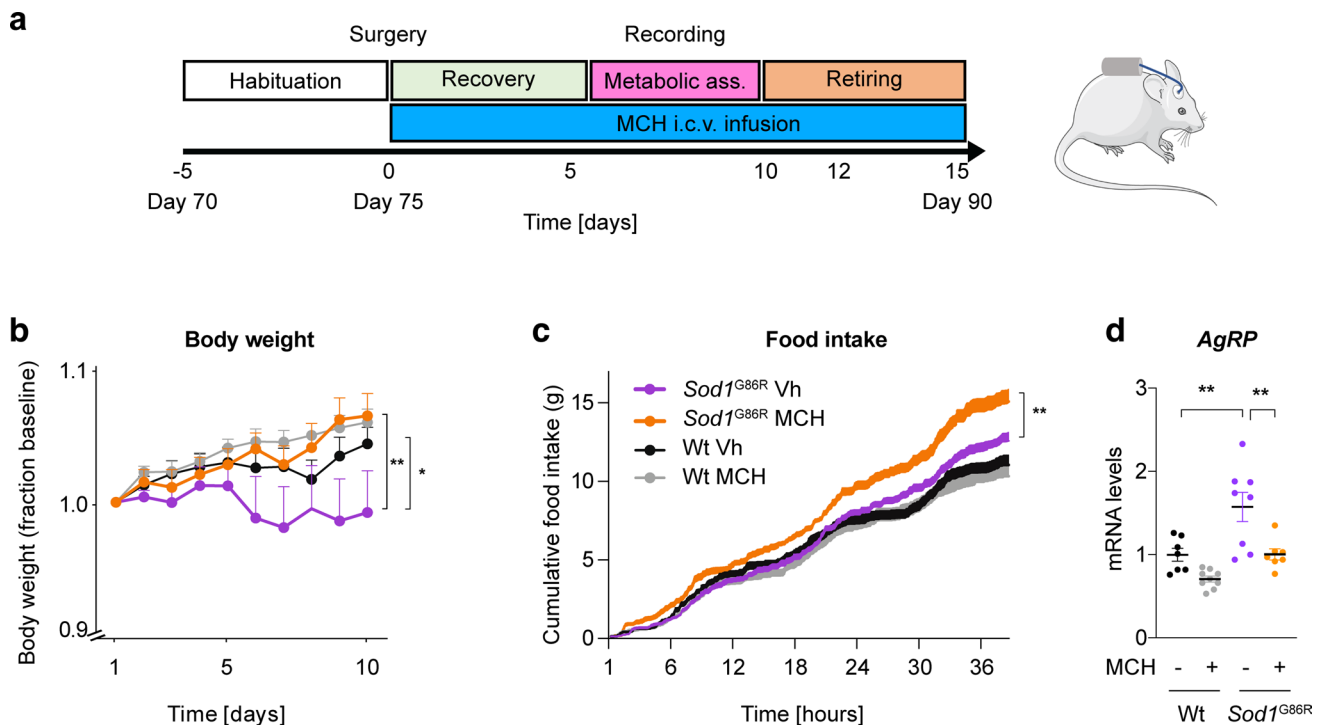 a
Surgery Recording
Habituation Recovery Metabolic ass. Retiring
MCH i.c.v. infusion
-5 0 5 10 12 15
Day 70 Day 75 Day 90
Time [days]
b Body weight
Body weight (fraction baseline)
1.1
1.0
0.9
** *
1 5 10
Time [days]
c Food intake
Cumulative food intake (g)
15
10
5
0
Sod1G86R Vh
Sod1G86R MCH
Wt Vh
Wt MCH
**
1 6 12 18 24 30 36
Time [hours]
d AgRP
mRNA levels
3
2
1
0
** **
MCH - + - +
Wt Sod1G86R